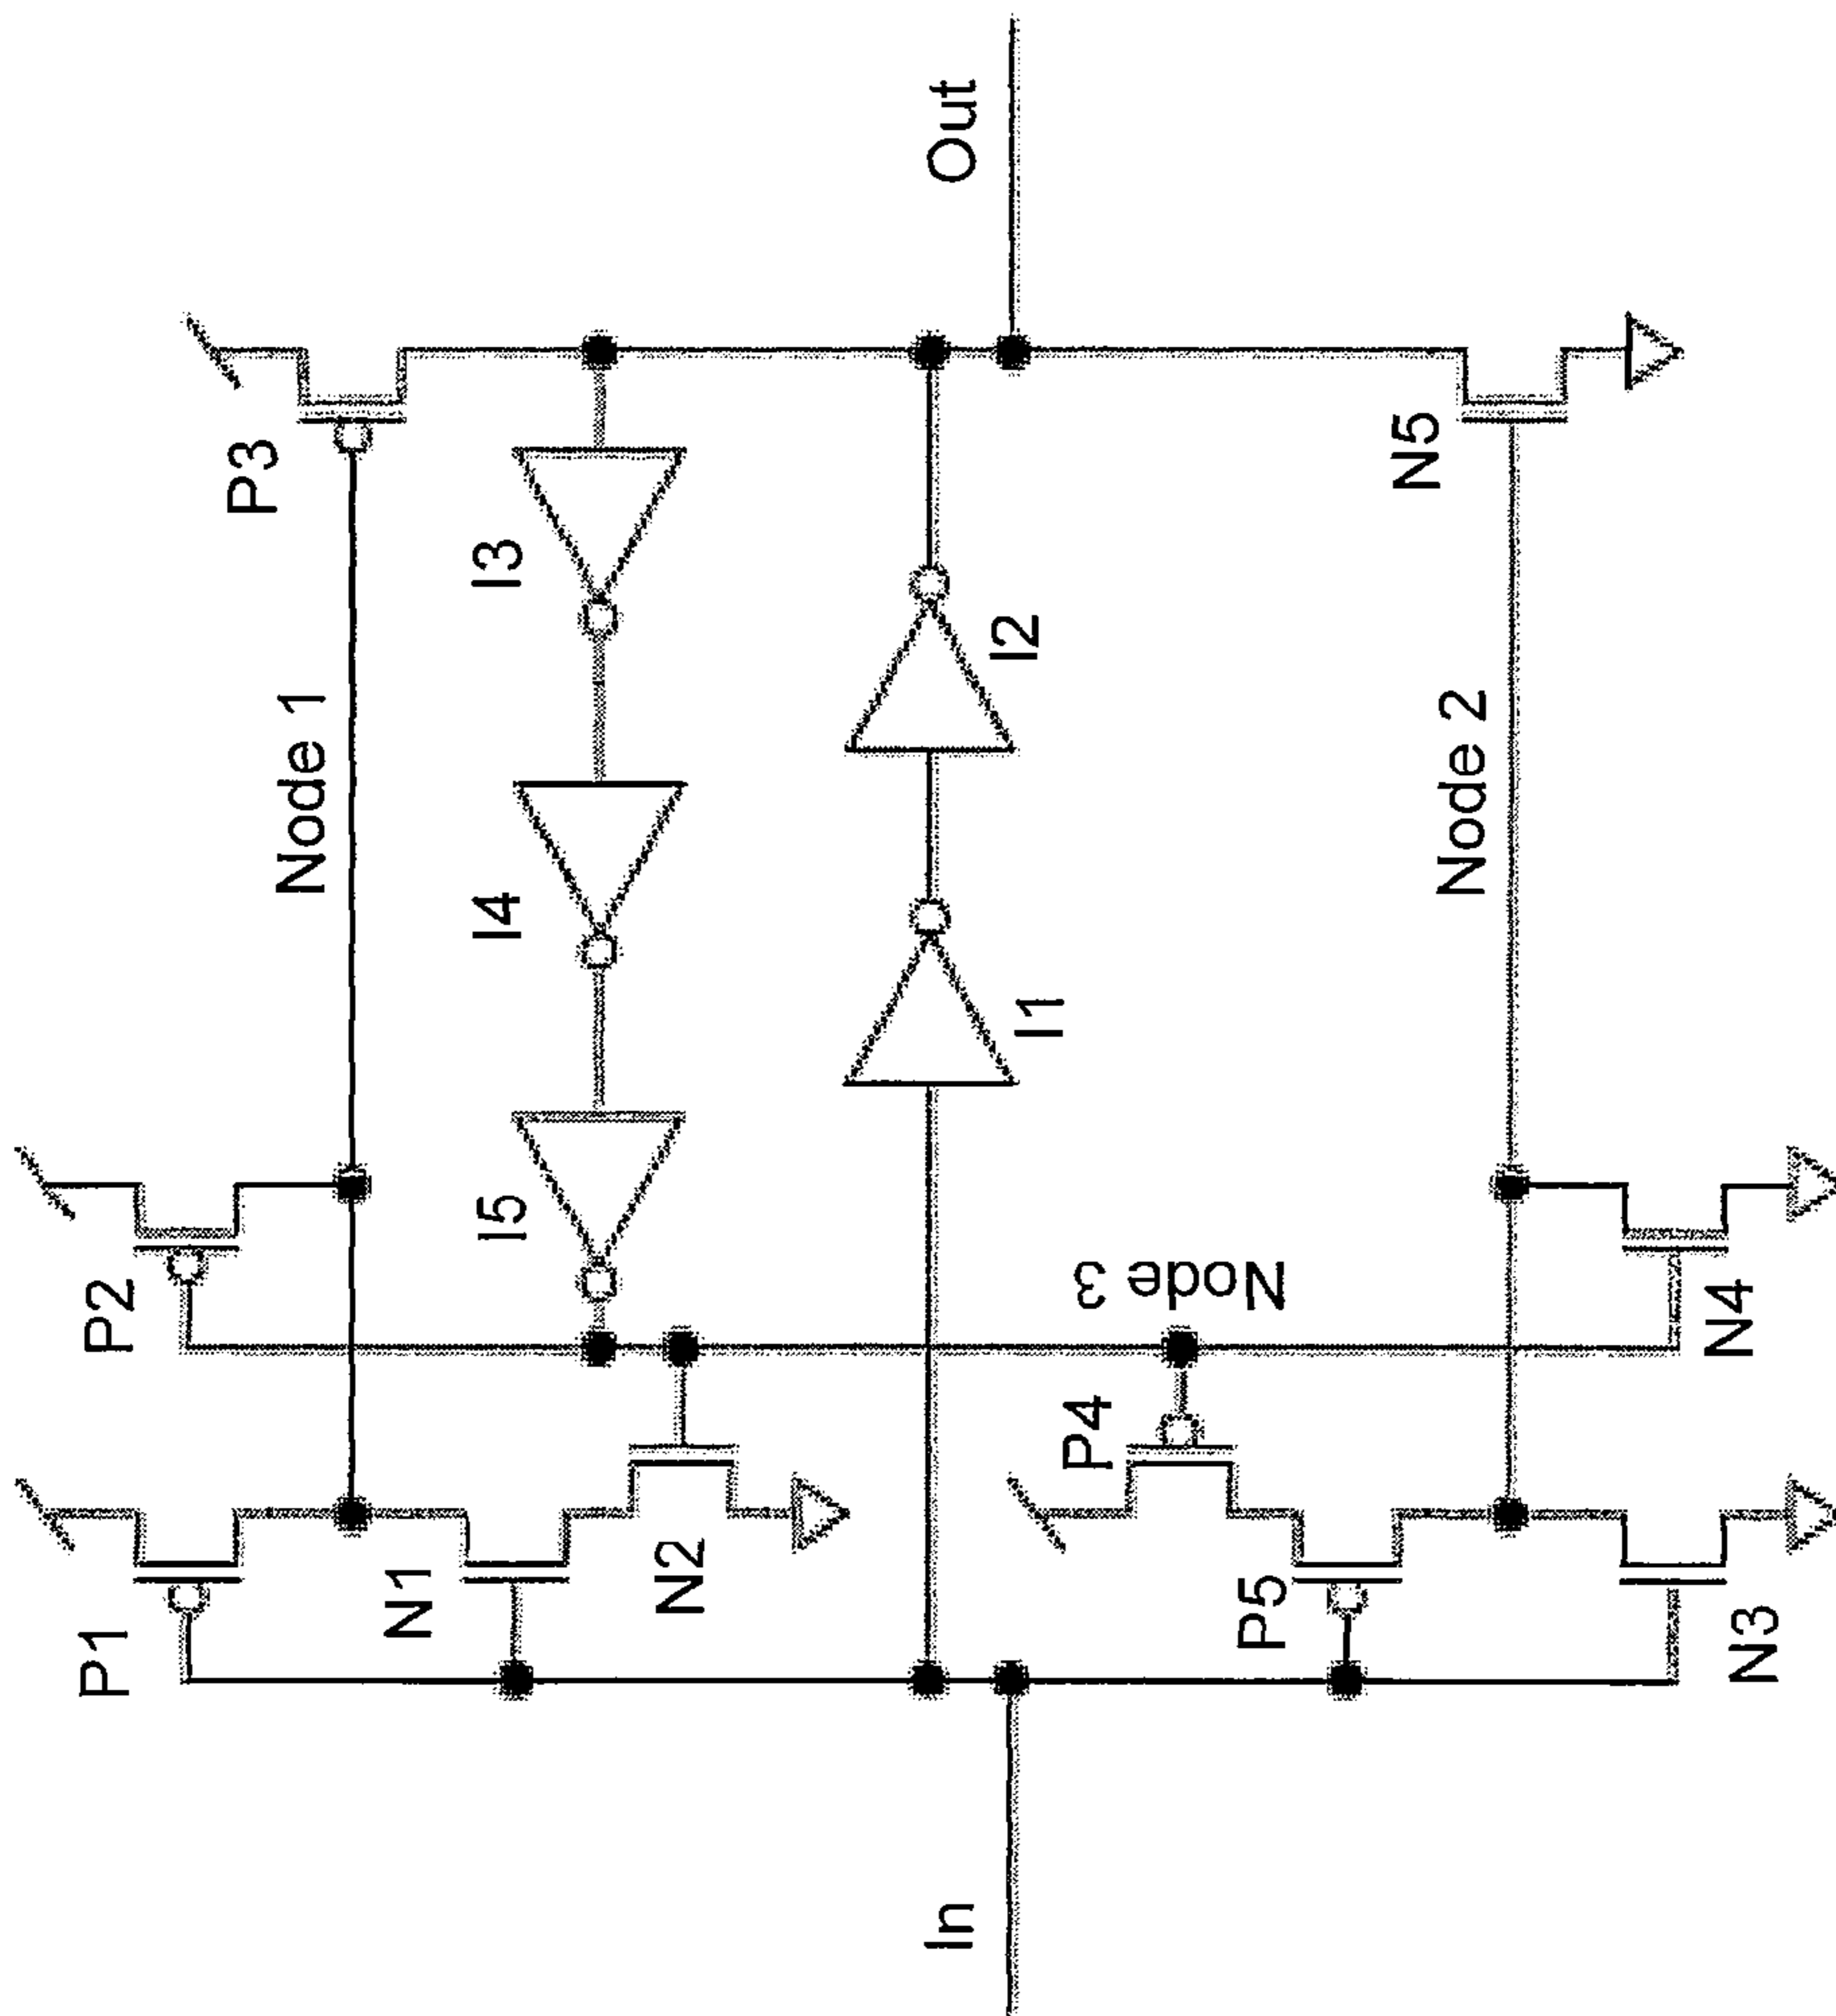 P1
P2
P3
Node 1
N1
I5
I4
I3
N2
In
Out
I1
I2
Node 3
P4
P5
Node 2
N5
N3
N4